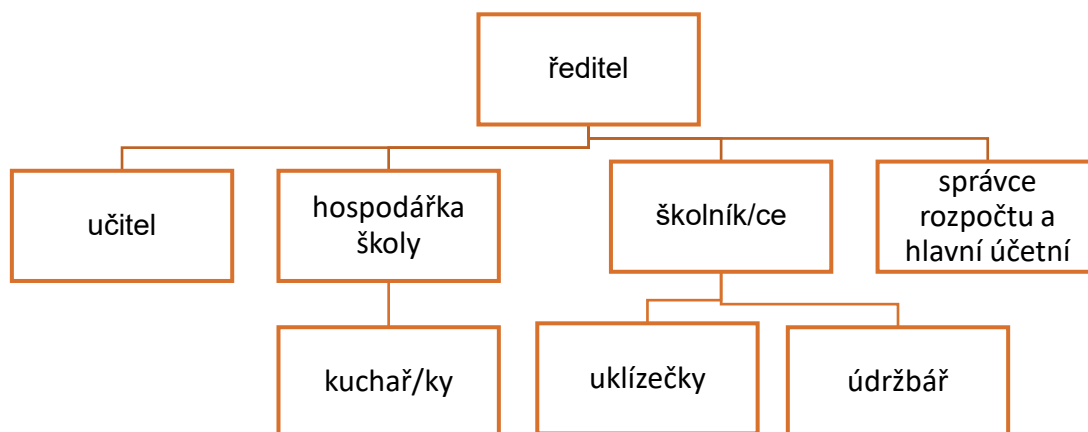 ředitel
učitel
hospodářka
školy
školník/ce
správce
rozpočtu a
hlavní účetní
kuchař/ky
uklízečky
údržbář